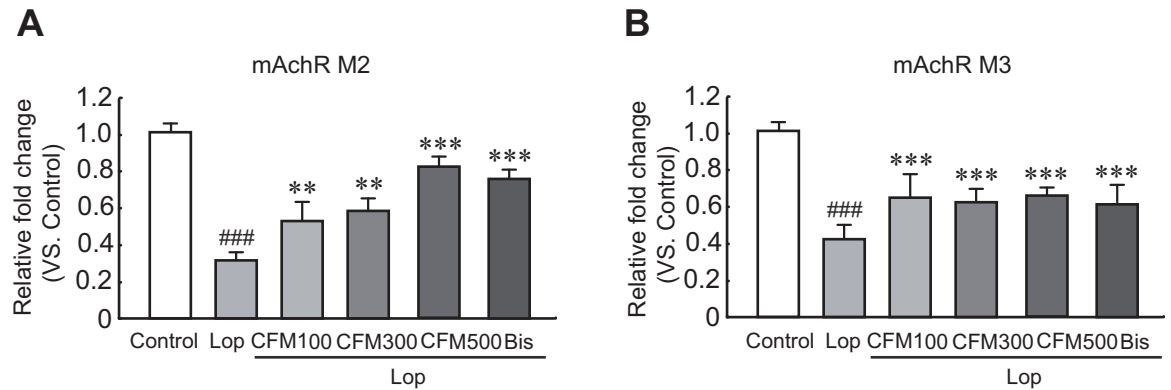 A
mAchR M2
Relative fold change
(VS. Control)
1.2
1.0
0.8
0.6
0.4
0.2
0
###
**
**
***
***
Control Lop CFM100 CFM300 CFM500 Bis
Lop
B
mAchR M3
Relative fold change
(VS. Control)
1.2
1.0
0.8
0.6
0.4
0.2
0
###
***
***
***
***
Control Lop CFM100 CFM300 CFM500 Bis
Lop